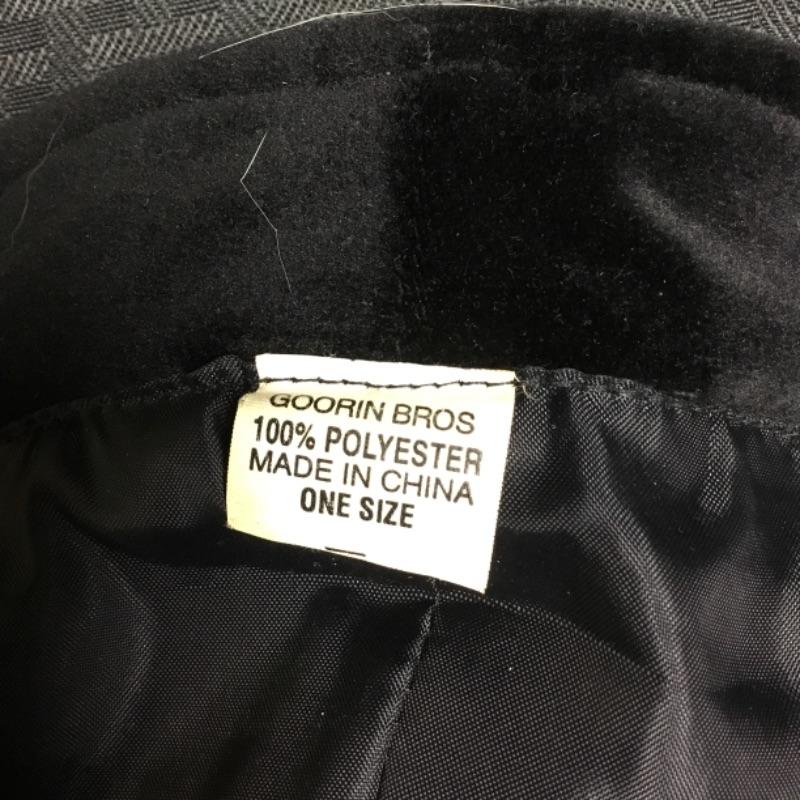 GOORIN BROS
100% POLYESTER
MADE IN CHINA
ONE SIZE